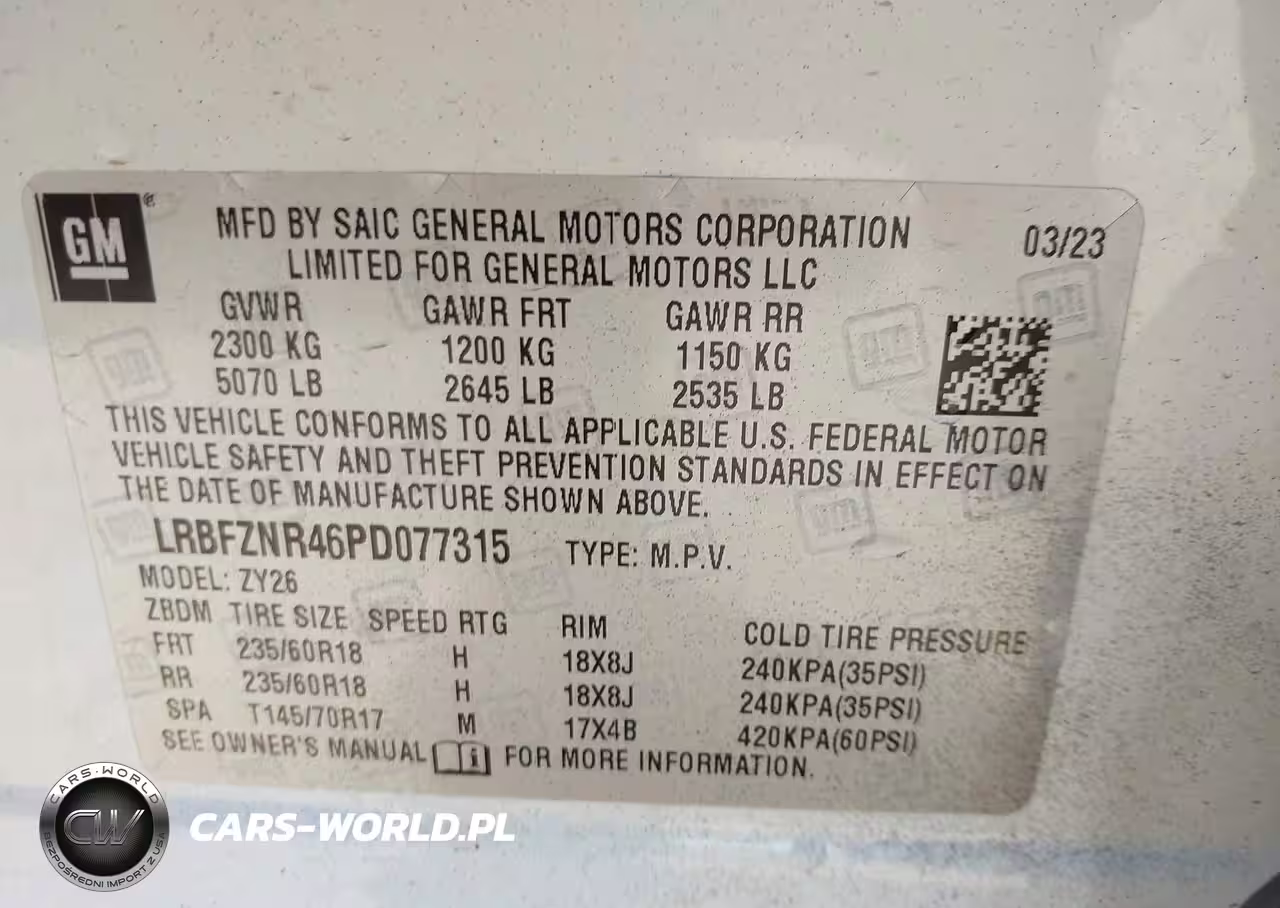 GM
MFD BY SAIC GENERAL MOTORS CORPORATION
LIMITED FOR GENERAL MOTORS LLC
03/23
GVWR GAWR FRT GAWR RR
2300 KG 1200 KG 1150 KG
5070 LB 2645 LB 2535 LB
THIS VEHICLE CONFORMS TO ALL APPLICABLE U.S. FEDERAL MOTOR
VEHICLE SAFETY AND THEFT PREVENTION STANDARDS IN EFFECT ON
THE DATE OF MANUFACTURE SHOWN ABOVE.
LRBFZNR46PD077315 TYPE: M.P.V.
MODEL: ZY26
ZBDM TIRE SIZE SPEED RTG RIM COLD TIRE PRESSURE
FRT 235/60R18 H 18X8J 240KPA(35PSI)
RR 235/60R18 H 18X8J 240KPA(35PSI)
SPA T145/70R17 M 17X4B 420KPA(60PSI)
SEE OWNER'S MANUAL FOR MORE INFORMATION.
CARS-WORLD
CW
BEZPOŚREDNI IMPORT Z USA
CARS-WORLD.PL